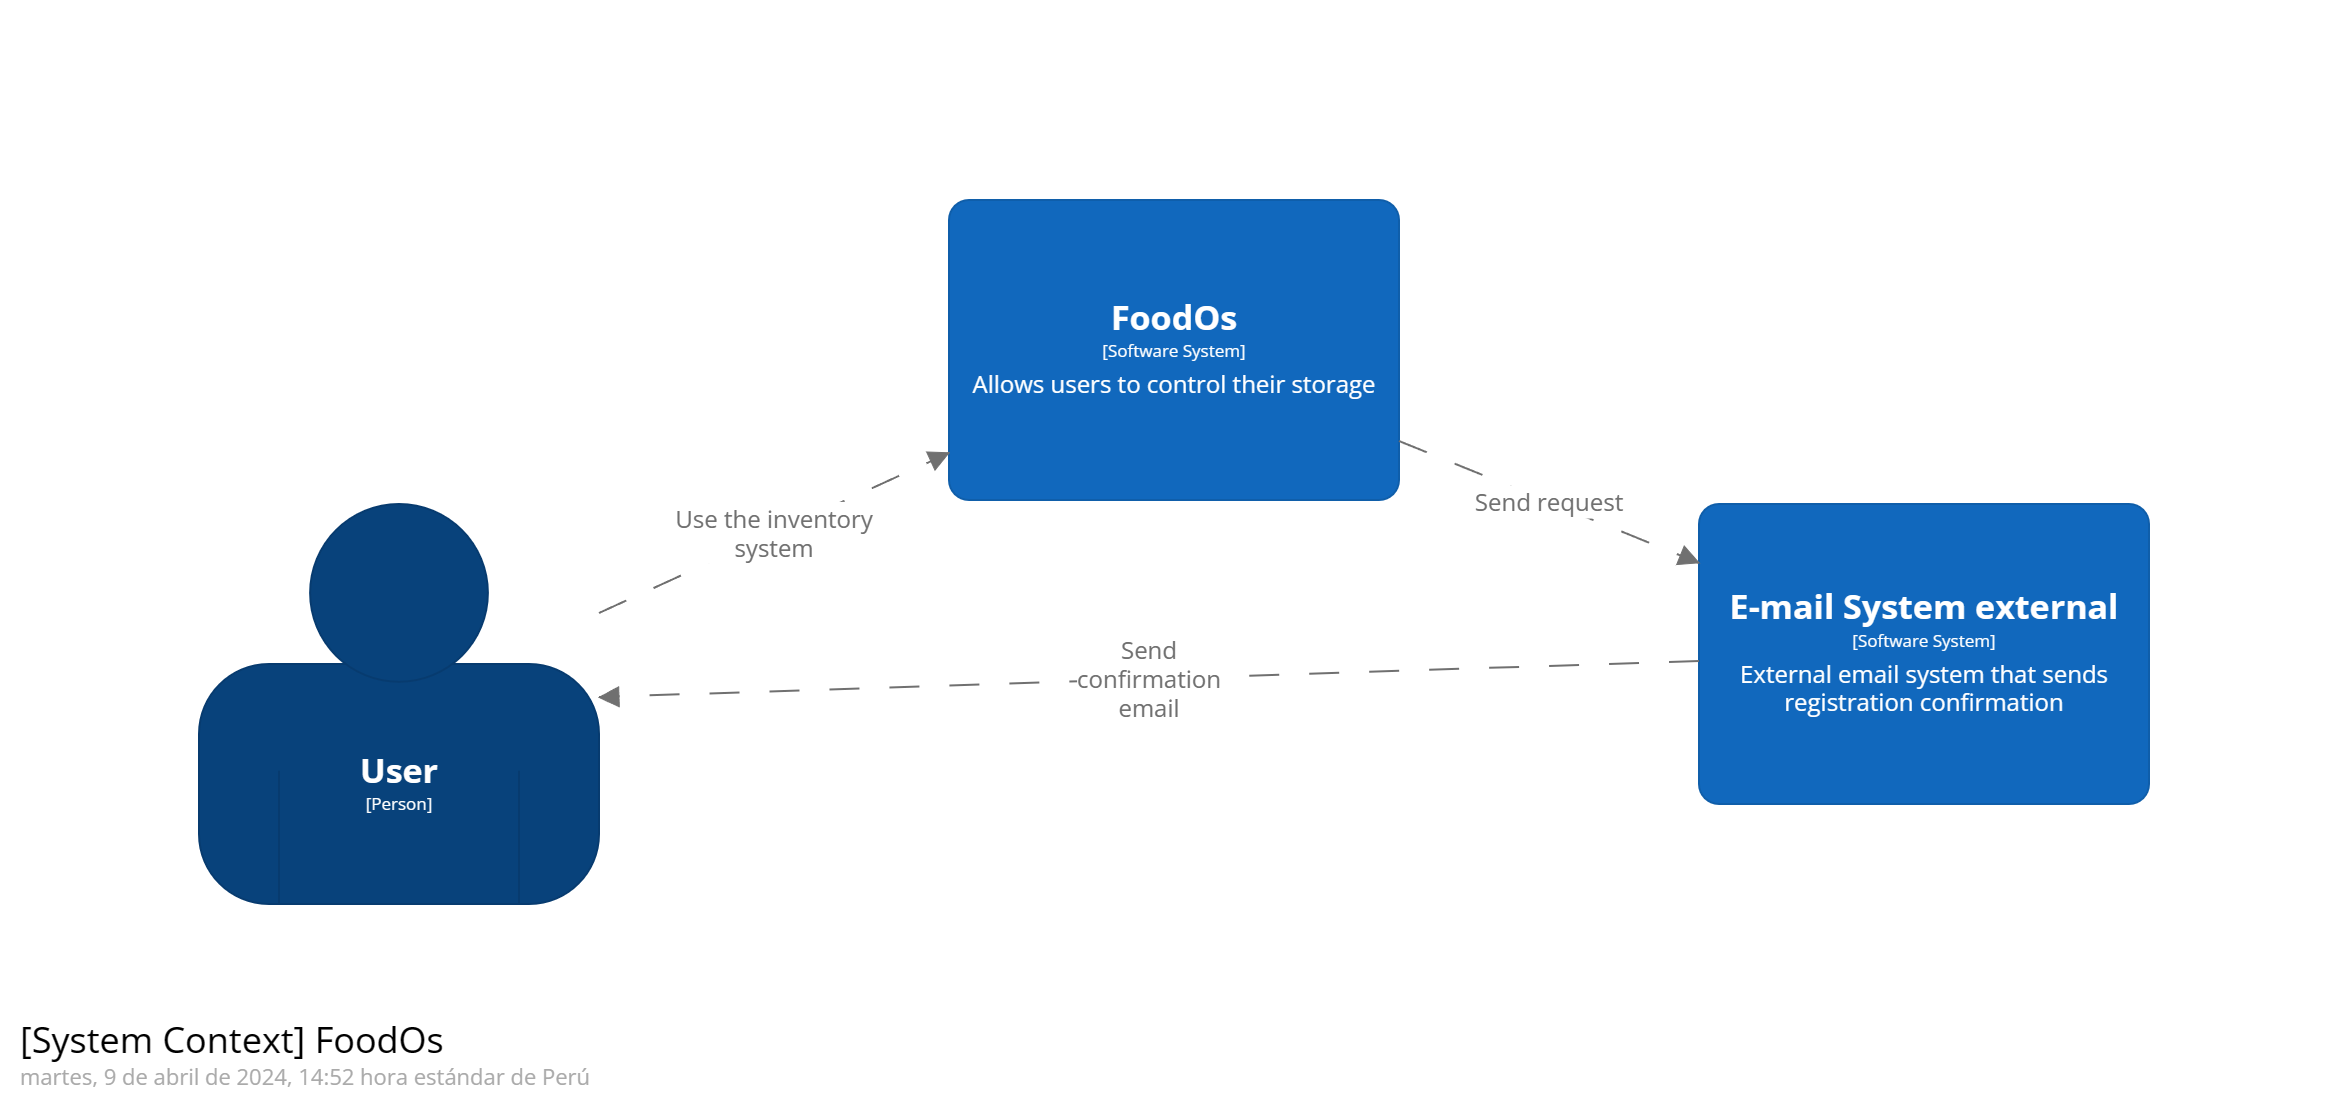 FoodOs
[Software System]
Allows users to control their storage
Use the inventory
system
Send request
E-mail System external
[Software System]
External email system that sends
registration confirmation
Send
confirmation
email
User
[Person]
[System Context] FoodOs
martes, 9 de abril de 2024, 14:52 hora estándar de Perú